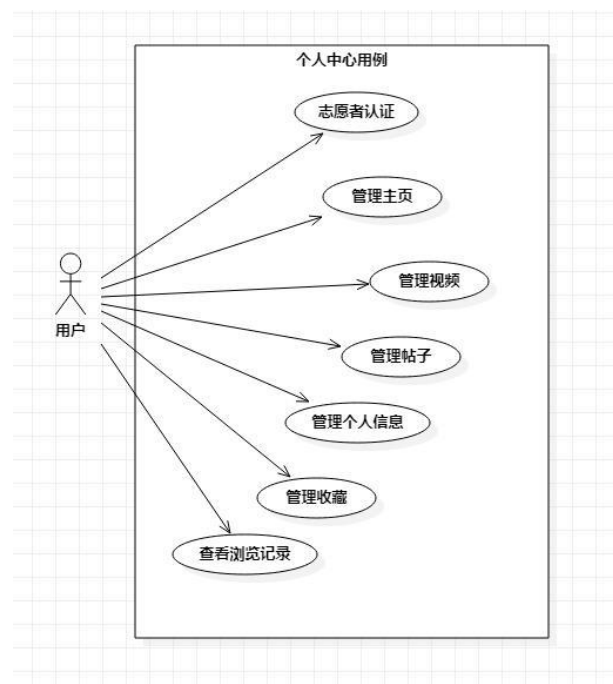 个人中心用例
志愿者认证
管理主页
管理视频
用户
管理帖子
管理个人信息
管理收藏
查看浏览记录